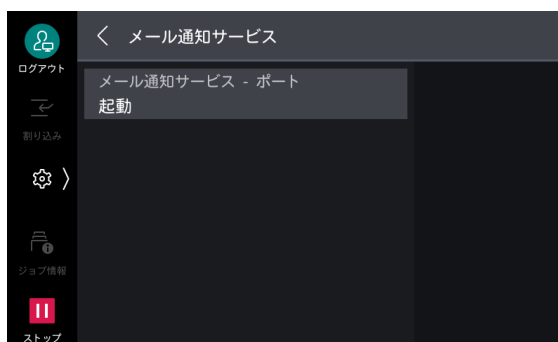 メール通知サービス
ログアウト
メール通知サービス - ポート
起動
割り込み
ジョブ情報
ストップ